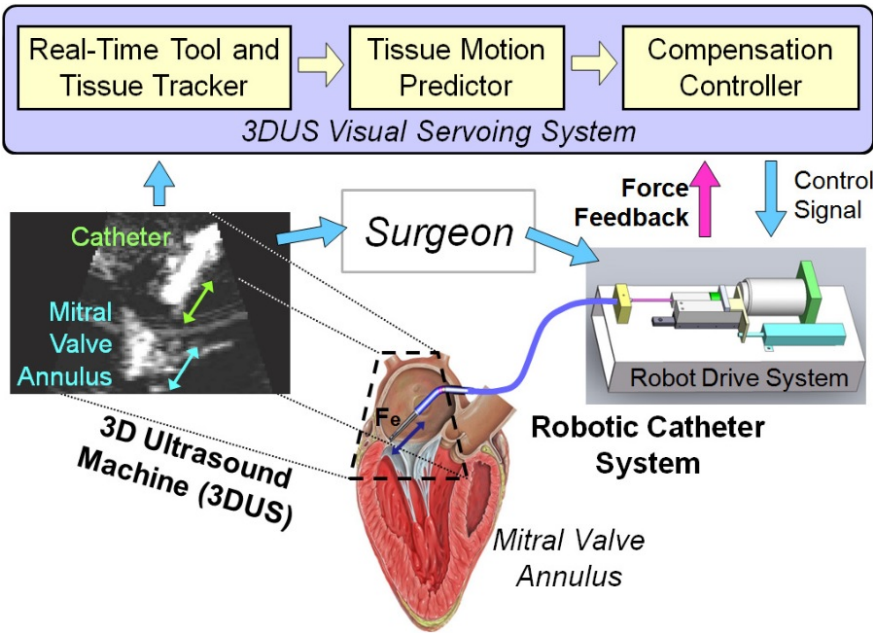 Real-Time Tool and
Tissue Tracker
Tissue Motion
Predictor
Compensation
Controller
3DUS Visual Servoing System
Catheter
Mitral
Valve
Annulus
Surgeon
Force
Feedback
Control
Signal
Robot Drive System
3D Ultrasound
Machine (3DUS)
Fe
Robotic Catheter
System
Mitral Valve
Annulus